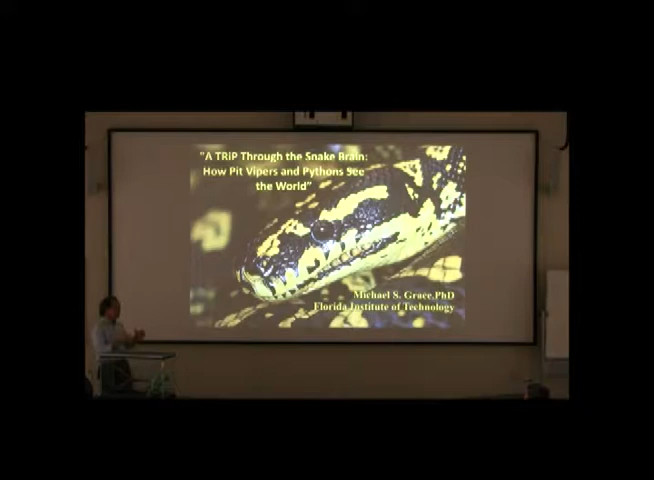 "A TRiP Through the Snake Brain:
How Pit Vipers and Pythons See
the World"
Michael S. Grace, PhD
Florida Institute of Technology